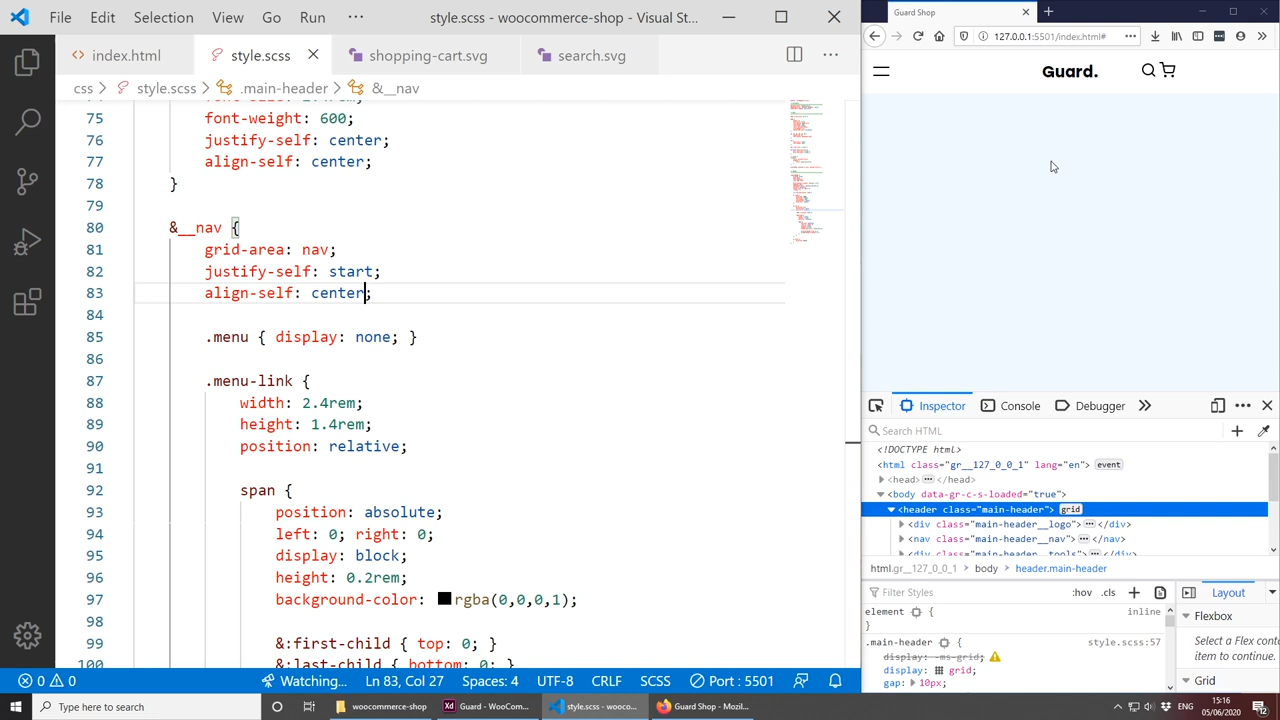 File Edit Selection View Go Run ··· style.scss - woocommerce-shop - Visual St...
index.html style.scss shopping-cart.svg search.svg
css > style.scss > .main-header > &__nav
font-weight: 600;
justify-content: center;
align-self: center;
}
&__nav {
grid-area: nav;
82 justify-self: start;
83 align-self: center;
84
85 .menu { display: none; }
86
87 .menu-link {
88 width: 2.4rem;
89 height: 1.4rem;
90 position: relative;
91
92 span {
93 position: absolute;
94 left: 0; right: 0;
95 display: block;
96 height: 0.2rem;
97 background-color: rgba(0,0,0,1);
98
99 &:first-child { top: 0; }
100 &:last-child { bottom: 0; }
0 0 Watching... Ln 83, Col 27 Spaces: 4 UTF-8 CRLF SCSS Port : 5501
Guard Shop
127.0.0.1:5501/index.html#
Guard.
Inspector Console Debugger
Search HTML
<!DOCTYPE html>
<html class="gr__127_0_0_1" lang="en"> event
<head> </head>
<body data-gr-c-s-loaded="true">
<header class="main-header"> grid
<div class="main-header__logo"> </div>
<nav class="main-header__nav"> </nav>
<div class="main-header__tools"> </div>
html.gr__127_0_0_1 > body > header.main-header
Filter Styles :hov .cls Layout
element { inline
}
.main-header { style.scss:57
display: -ms-grid;
display: grid;
gap: 10px;
Flexbox
Select a Flex cont
item to continue.
Grid
Type here to search
woocommerce-shop
Guard - WooCom...
style.scss - wooco...
Guard Shop - Mozil...
ENG
15:16
05/06/2020
12